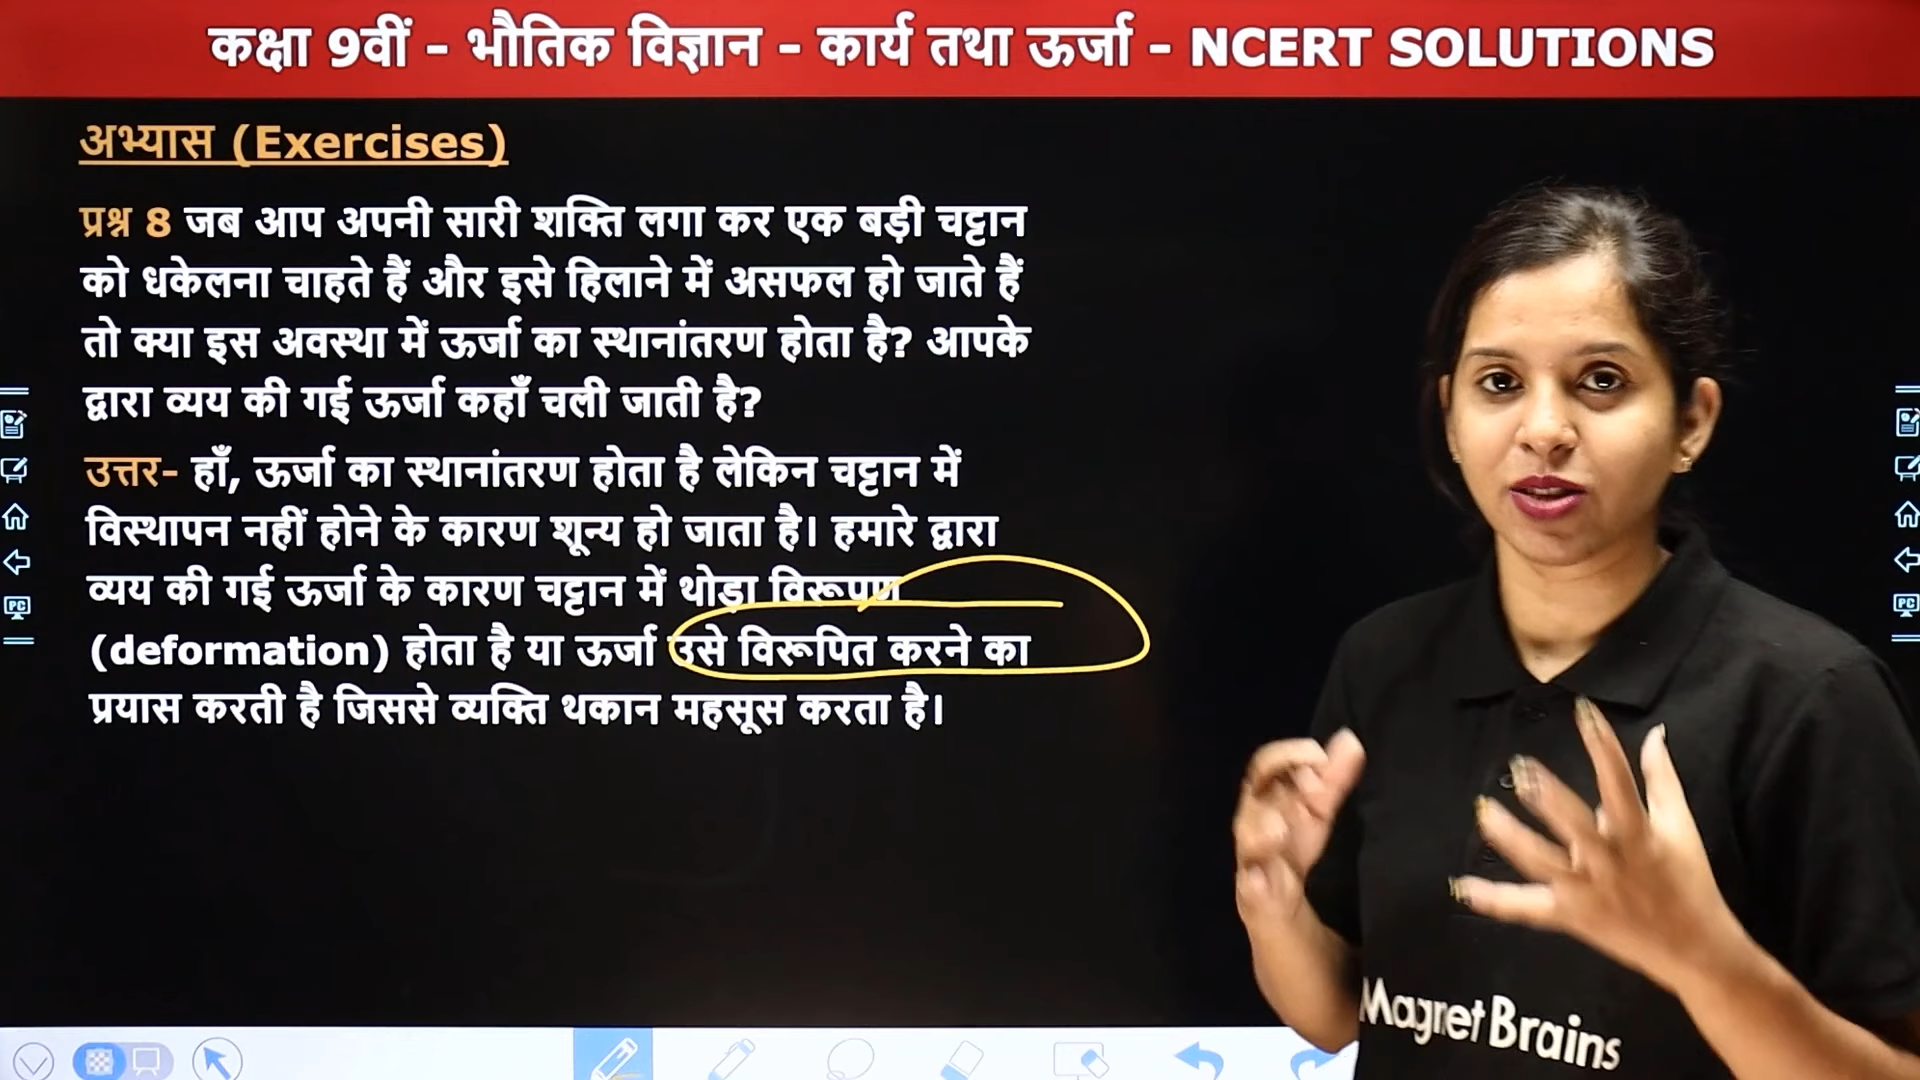 कक्षा 9वीं - भौतिक विज्ञान - कार्य तथा ऊर्जा - NCERT SOLUTIONS
अभ्यास (Exercises)
प्रश्न 8 जब आप अपनी सारी शक्ति लगा कर एक बड़ी चट्टान
को धकेलना चाहते हैं और इसे हिलाने में असफल हो जाते हैं
तो क्या इस अवस्था में ऊर्जा का स्थानांतरण होता है? आपके
द्वारा व्यय की गई ऊर्जा कहाँ चली जाती है?
उत्तर- हाँ, ऊर्जा का स्थानांतरण होता है लेकिन चट्टान में
विस्थापन नहीं होने के कारण शून्य हो जाता है। हमारे द्वारा
व्यय की गई ऊर्जा के कारण चट्टान में थोड़ा विरूपण
(deformation) होता है या ऊर्जा उसे विरूपित करने का
प्रयास करती है जिससे व्यक्ति थकान महसूस करता है।
PC
PC
Magnet Brains